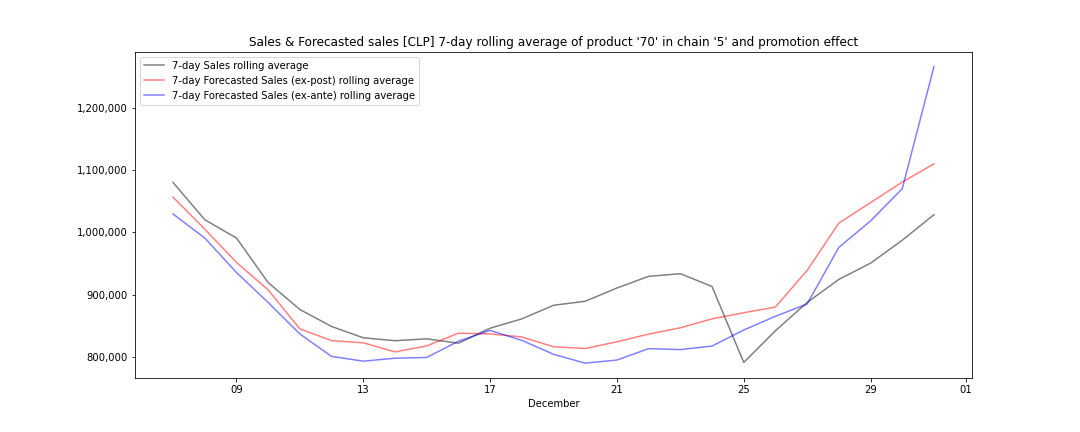 Sales & Forecasted sales [CLP] 7-day rolling average of product '70' in chain '5' and promotion effect
7-day Sales rolling average
7-day Forecasted Sales (ex-post) rolling average
7-day Forecasted Sales (ex-ante) rolling average
1,200,000
1,100,000
1,000,000
900,000
800,000
09 13 17 21 25 29 01
December